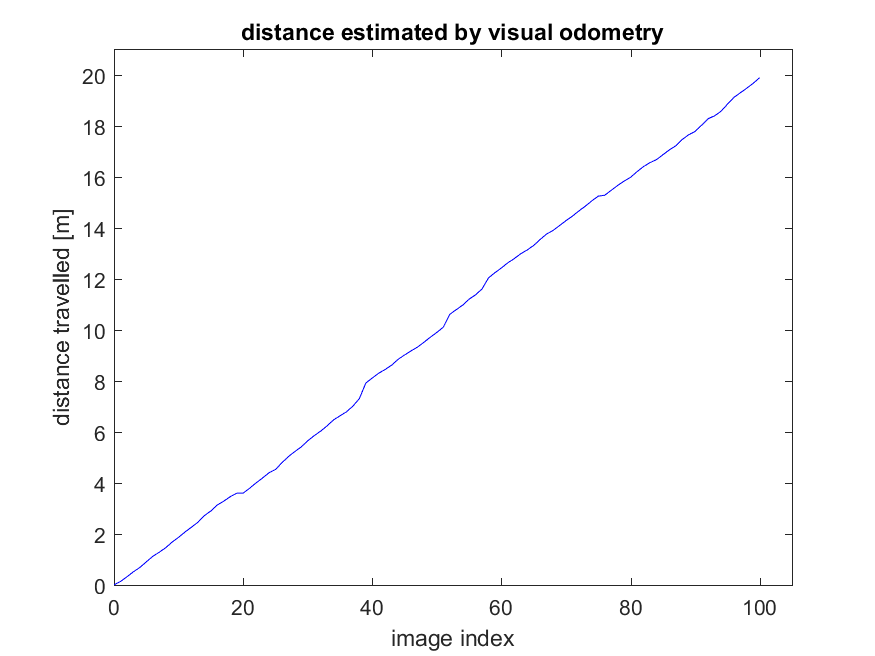 distance estimated by visual odometry
distance travelled [m]
20
18
16
14
12
10
8
6
4
2
0
0 20 40 60 80 100
image index